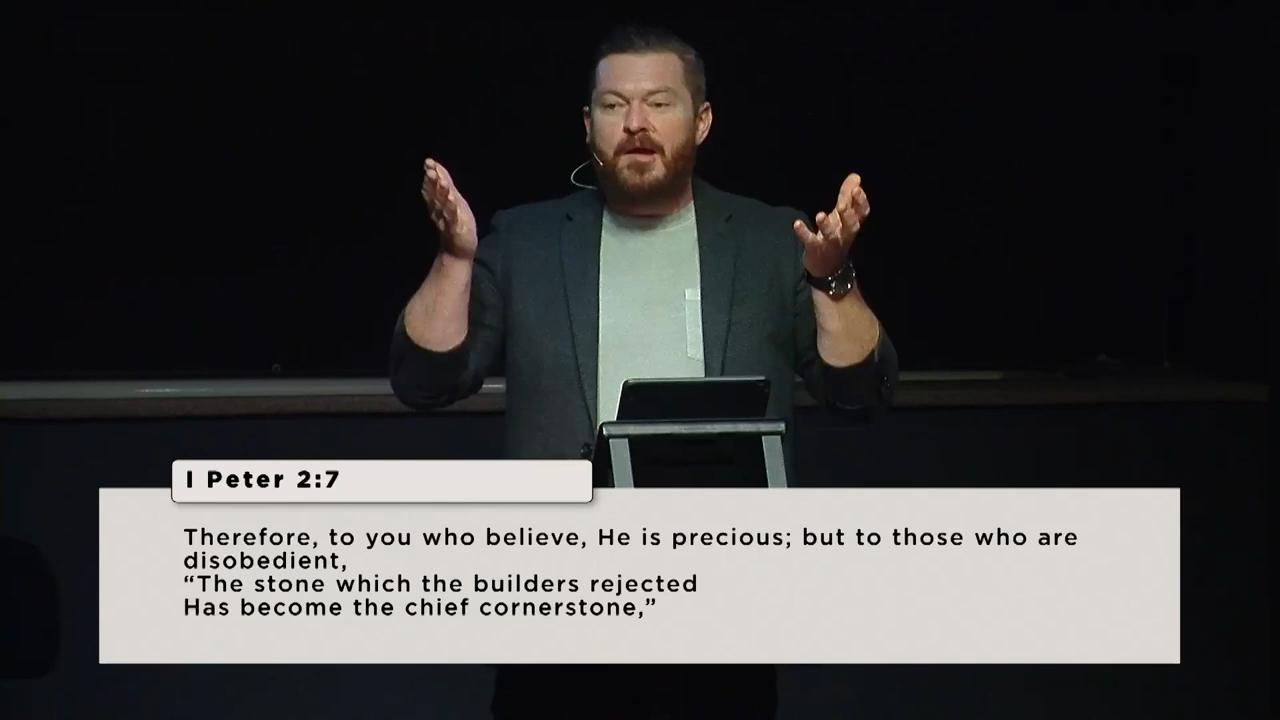 I Peter 2:7
Therefore, to you who believe, He is precious; but to those who are
disobedient,
“The stone which the builders rejected
Has become the chief cornerstone,”